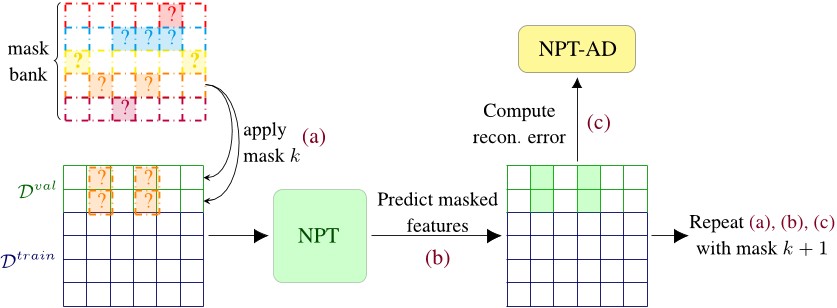 ?
? ? ?
? ?
? ?
?
mask
bank
apply
mask k
(a)
? ?
? ?
𝒟^{val}
𝒟^{train}
NPT
Predict masked
features
(b)
NPT-AD
Compute
recon. error
(c)
Repeat (a), (b), (c)
with mask k + 1